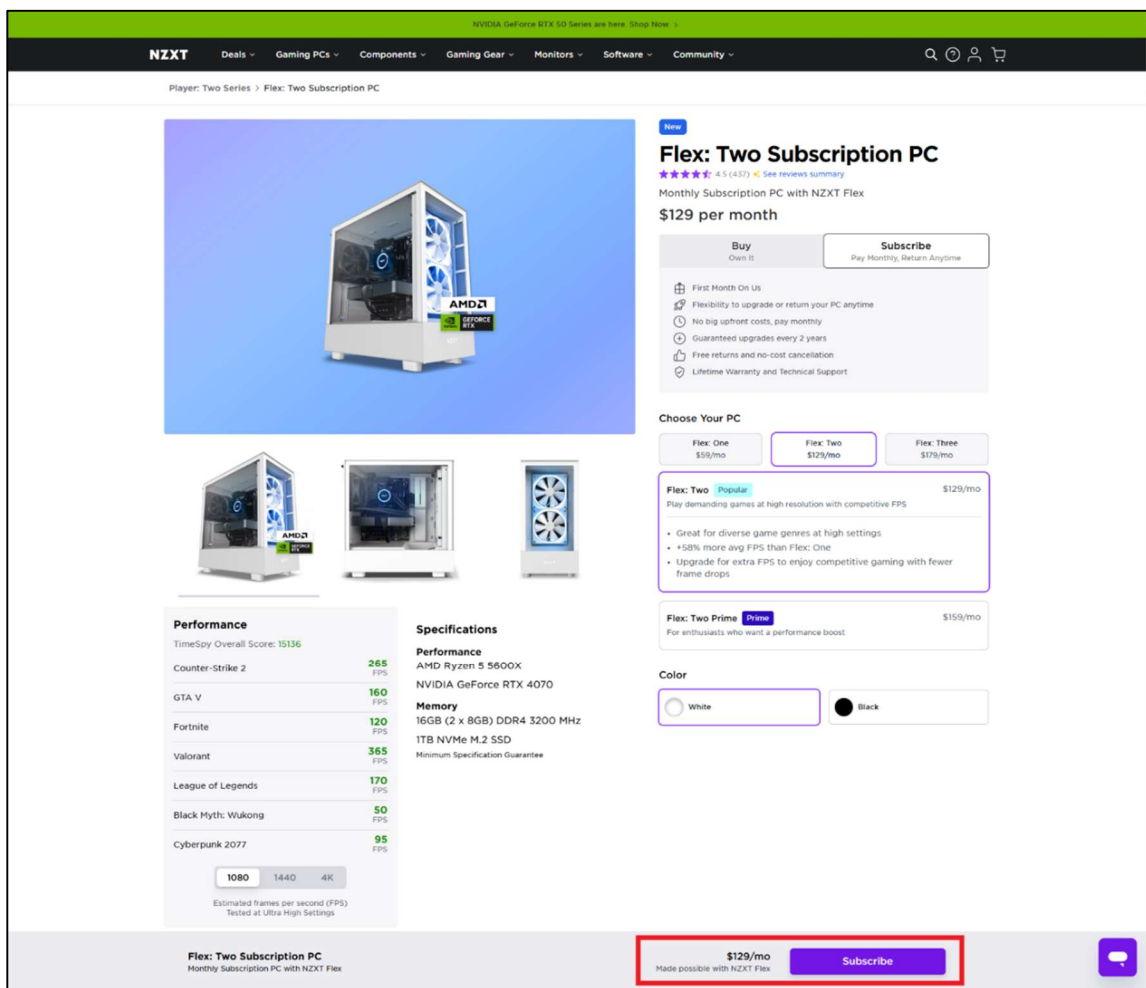 NVIDIA GeForce RTX 50 Series are here. Shop Now.
NZXT Deals Gaming PCs Components Gaming Gear Monitors Software Community
Player: Two Series > Flex: Two Subscription PC
New
Flex: Two Subscription PC
4.5 (437) See reviews summary
Monthly Subscription PC with NZXT Flex
$129 per month
Buy
Own It
Subscribe
Pay Monthly, Return Anytime
First Month On Us
Flexibility to upgrade or return your PC anytime
No big upfront costs, pay monthly
Guaranteed upgrades every 2 years
Free returns and no-cost cancellation
Lifetime Warranty and Technical Support
AMD
GEFORCE
RTX
Choose Your PC
Flex: One
$59/mo
Flex: Two
$129/mo
Flex: Three
$179/mo
Flex: Two Popular $129/mo
Play demanding games at high resolution with competitive FPS
• Great for diverse game genres at high settings
• +58% more avg FPS than Flex: One
• Upgrade for extra FPS to enjoy competitive gaming with fewer
frame drops
Flex: Two Prime Prime $159/mo
For enthusiasts who want a performance boost
Color
White
Black
AMD
Performance
TimeSpy Overall Score: 15136
Counter-Strike 2 265
FPS
GTA V 160
FPS
Fortnite 120
FPS
Valorant 365
FPS
League of Legends 170
FPS
Black Myth: Wukong 50
FPS
Cyberpunk 2077 95
FPS
1080 1440 4K
Estimated frames per second (FPS)
Tested at Ultra High Settings
Specifications
Performance
AMD Ryzen 5 5600X
NVIDIA GeForce RTX 4070
Memory
16GB (2 x 8GB) DDR4 3200 MHz
1TB NVMe M.2 SSD
Minimum Specification Guarantee
Flex: Two Subscription PC
Monthly Subscription PC with NZXT Flex
$129/mo
Made possible with NZXT Flex
Subscribe